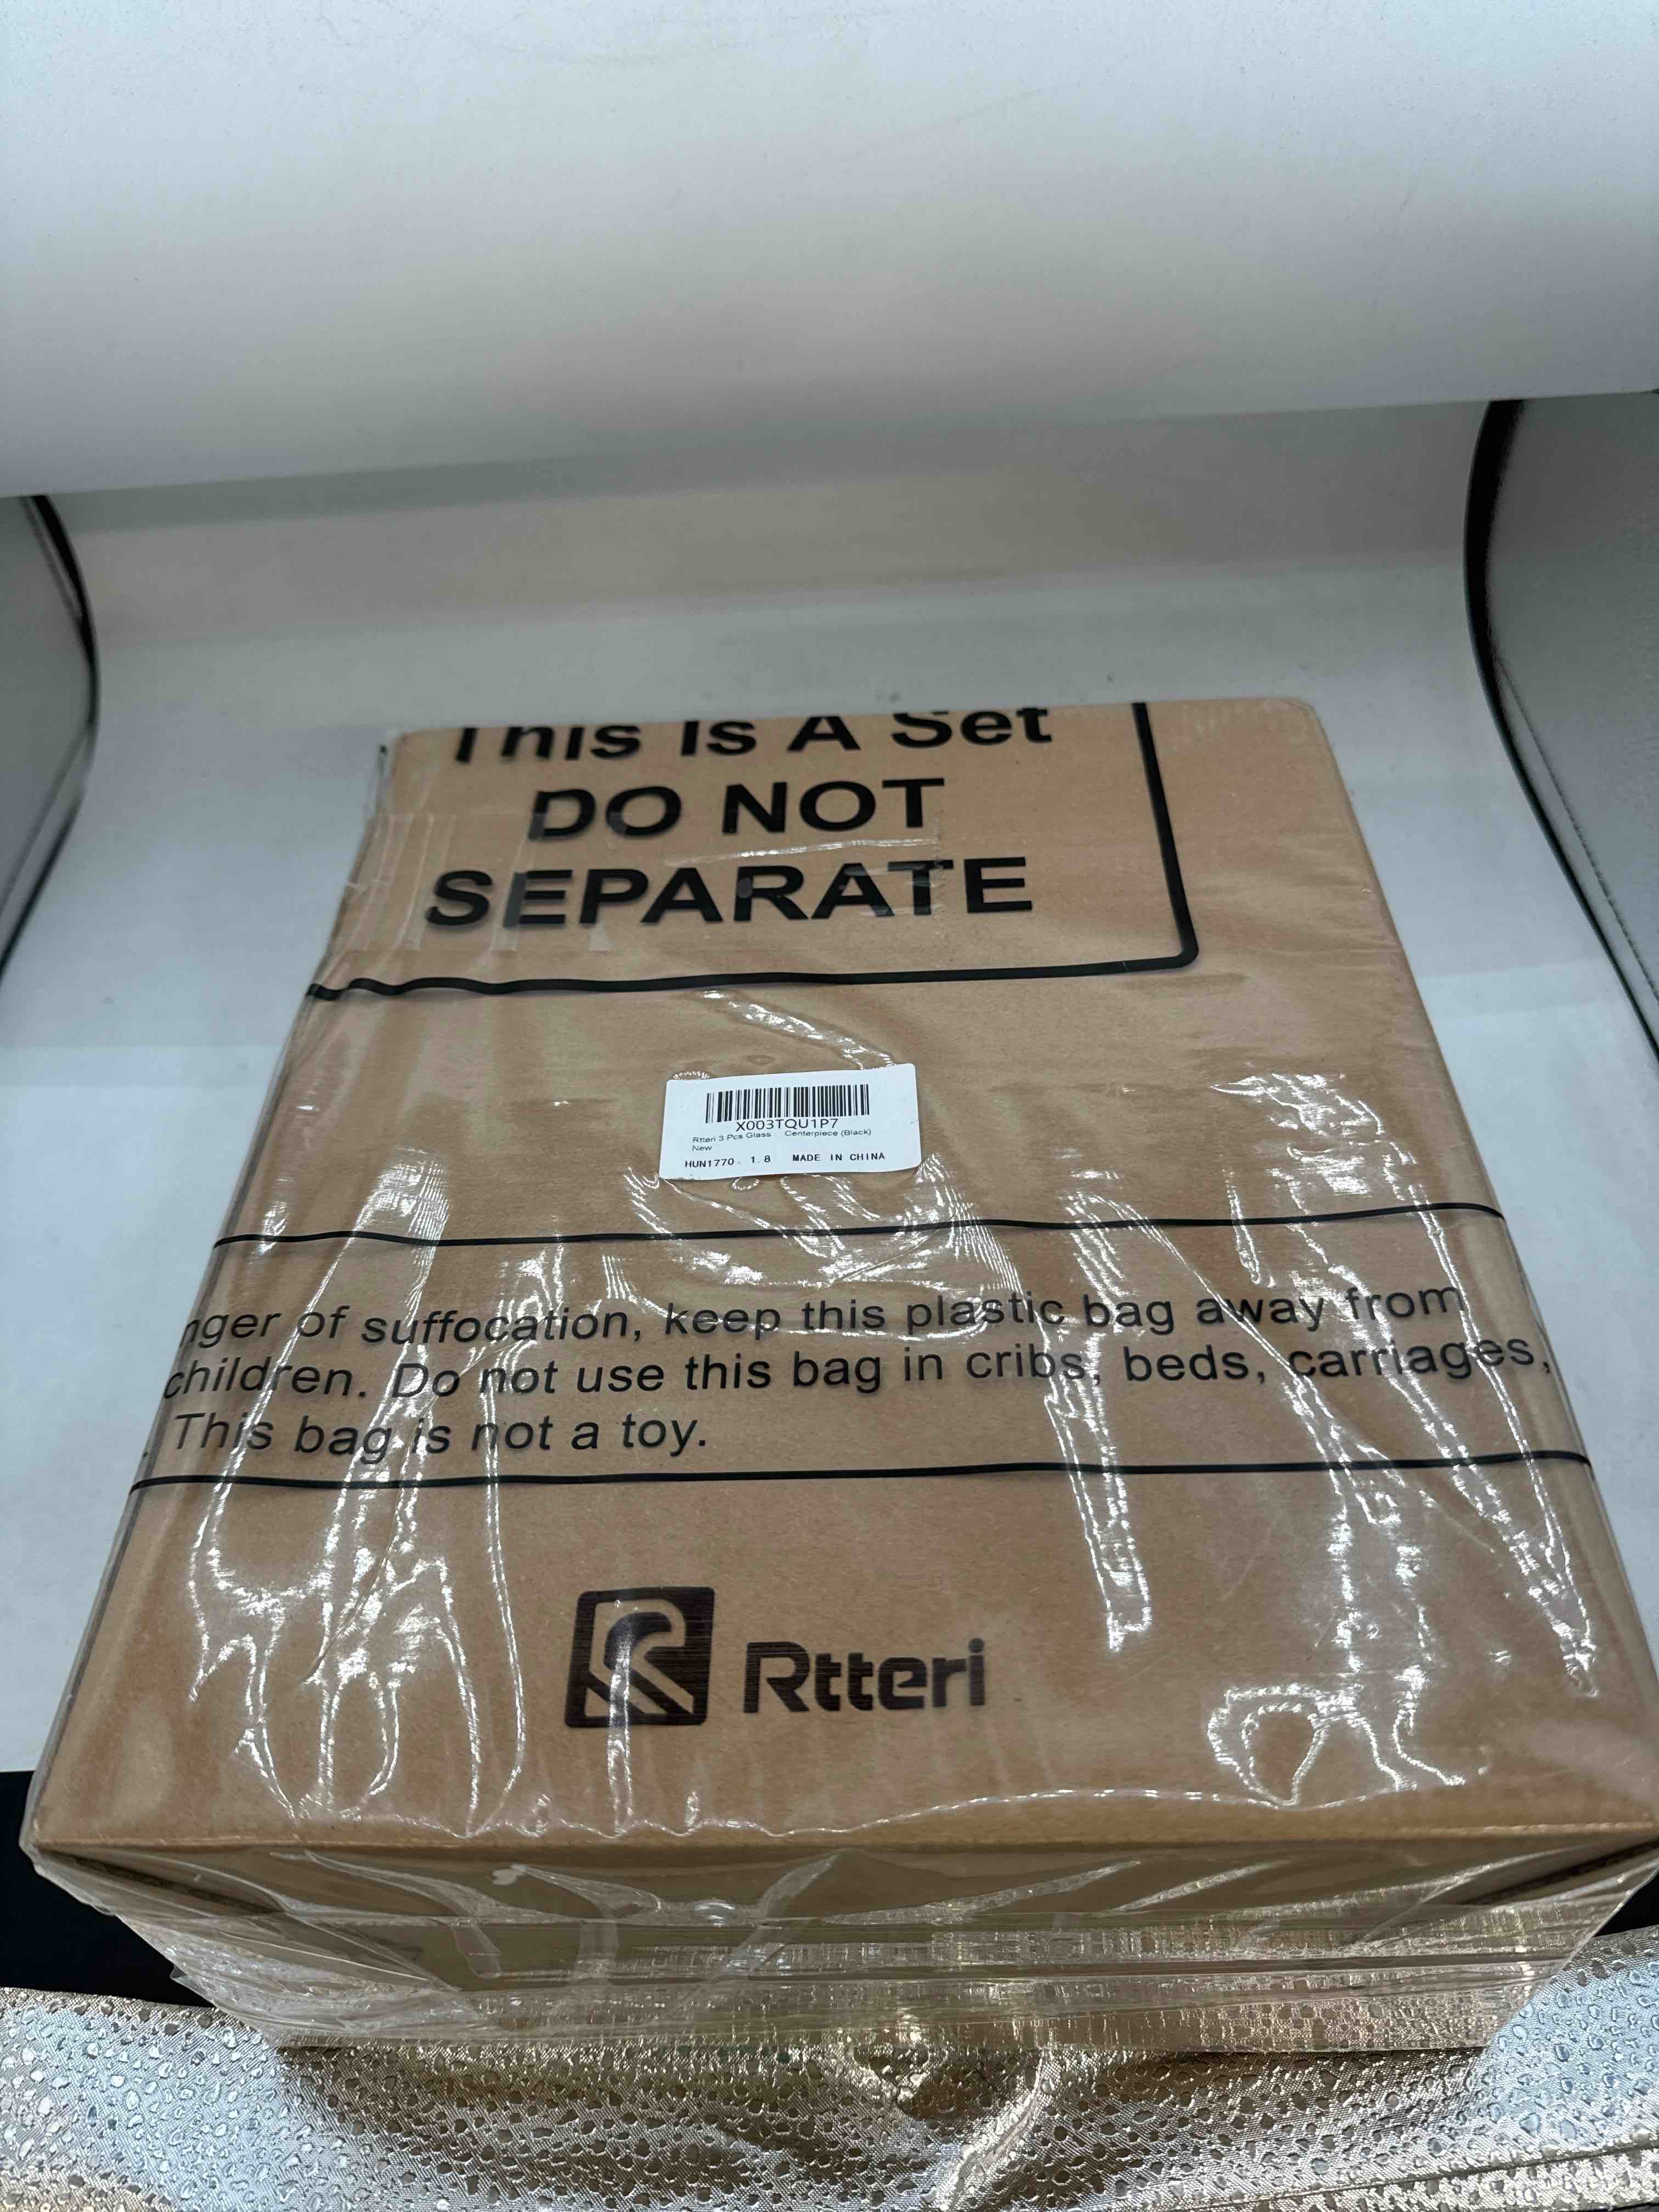 This Is A Set
DO NOT
SEPARATE
X003TQU1P7
Rtteri 3 Pcs Glass Centerpiece (Black)
New
HUN1770 1.8 MADE IN CHINA
nger of suffocation, keep this plastic bag away from
children. Do not use this bag in cribs, beds, carriages,
This bag is not a toy.
Rtteri